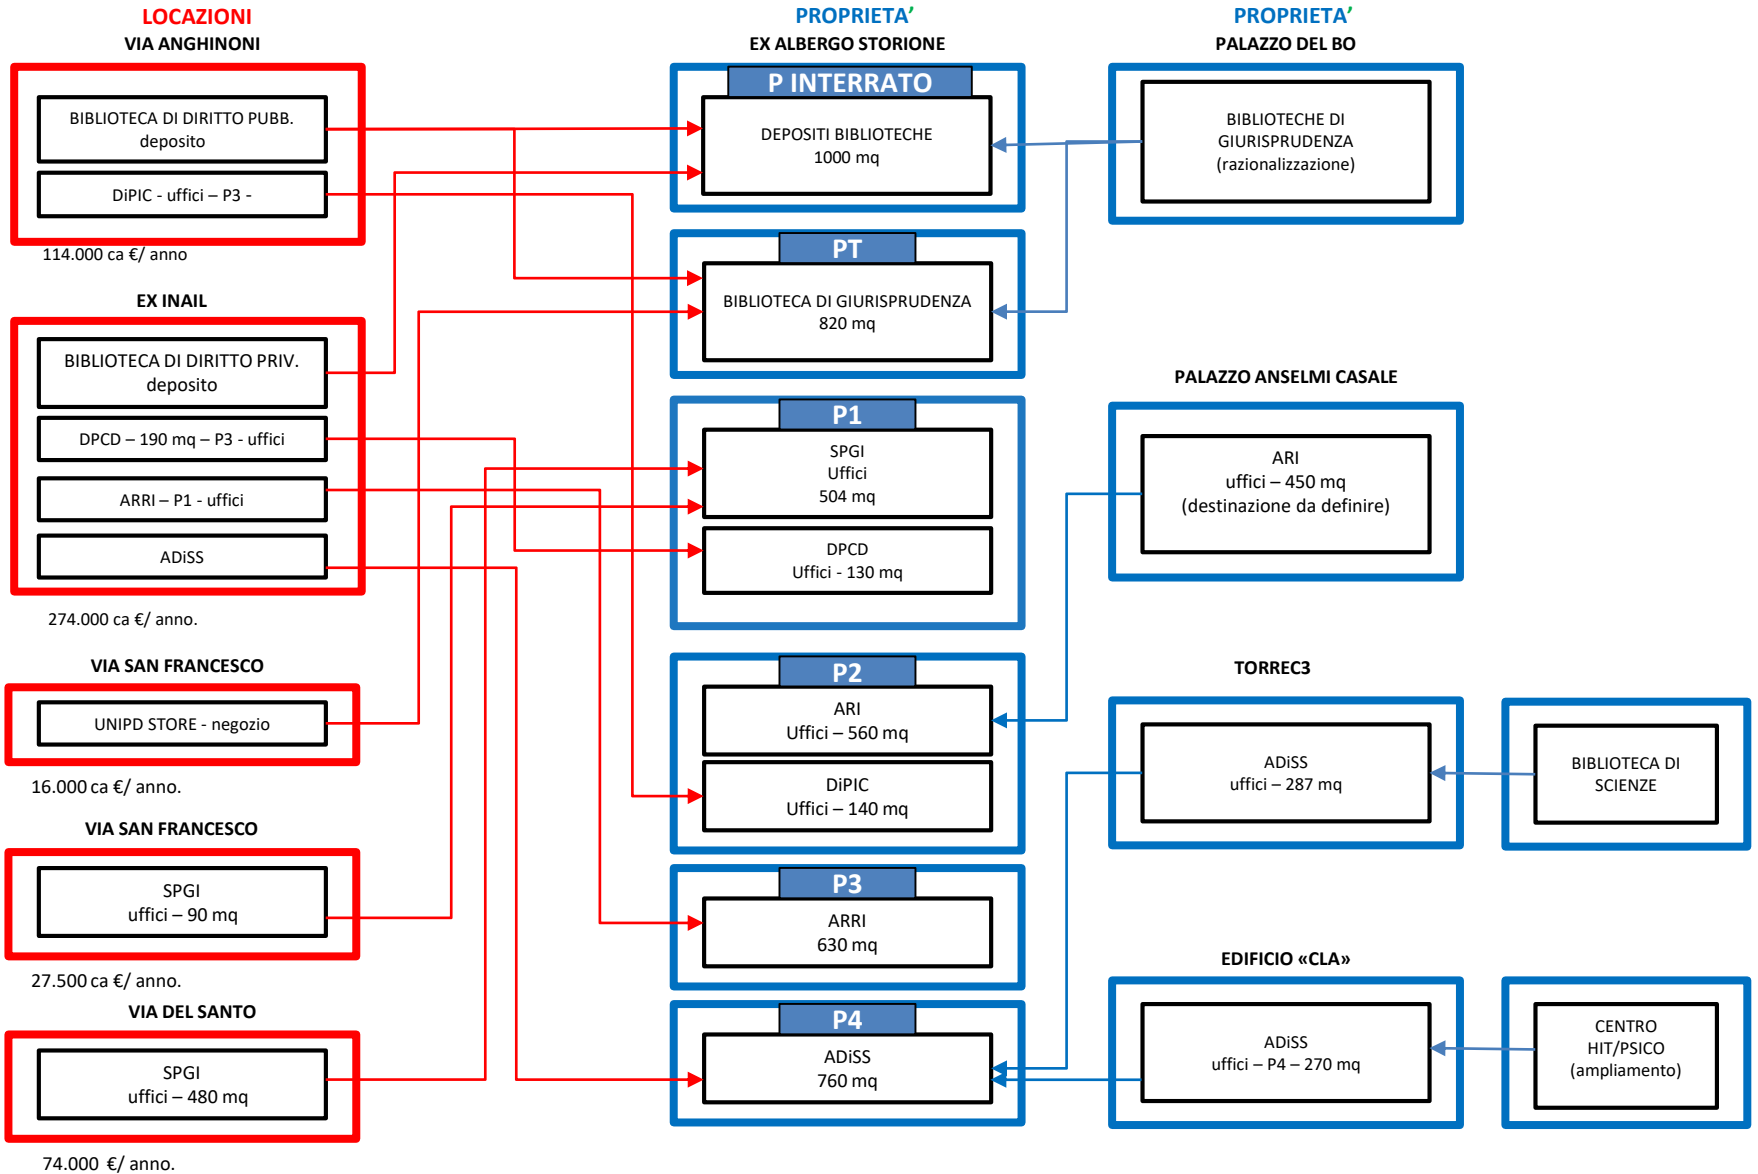 LOCAZIONI
VIA ANGHINONI
BIBLIOTECA DI DIRITTO PUBB.
deposito
DiPIC - uffici – P3 -
114.000 ca €/ anno
EX INAIL
BIBLIOTECA DI DIRITTO PRIV.
deposito
DPCD – 190 mq – P3 - uffici
ARRI – P1 - uffici
ADiSS
274.000 ca €/ anno.
VIA SAN FRANCESCO
UNIPD STORE - negozio
16.000 ca €/ anno.
VIA SAN FRANCESCO
SPGI
uffici – 90 mq
27.500 ca €/ anno.
VIA DEL SANTO
SPGI
uffici – 480 mq
74.000 €/ anno.
PROPRIETA’
EX ALBERGO STORIONE
P INTERRATO
DEPOSITI BIBLIOTECHE
1000 mq
PT
BIBLIOTECA DI GIURISPRUDENZA
820 mq
P1
SPGI
Uffici
504 mq
DPCD
Uffici - 130 mq
P2
ARI
Uffici – 560 mq
DiPIC
Uffici – 140 mq
P3
ARRI
630 mq
P4
ADiSS
760 mq
PROPRIETA’
PALAZZO DEL BO
BIBLIOTECHE DI
GIURISPRUDENZA
(razionalizzazione)
PALAZZO ANSELMI CASALE
ARI
uffici – 450 mq
(destinazione da definire)
TORREC3
ADiSS
uffici – 287 mq
BIBLIOTECA DI
SCIENZE
EDIFICIO «CLA»
ADiSS
uffici – P4 – 270 mq
CENTRO
HIT/PSICO
(ampliamento)